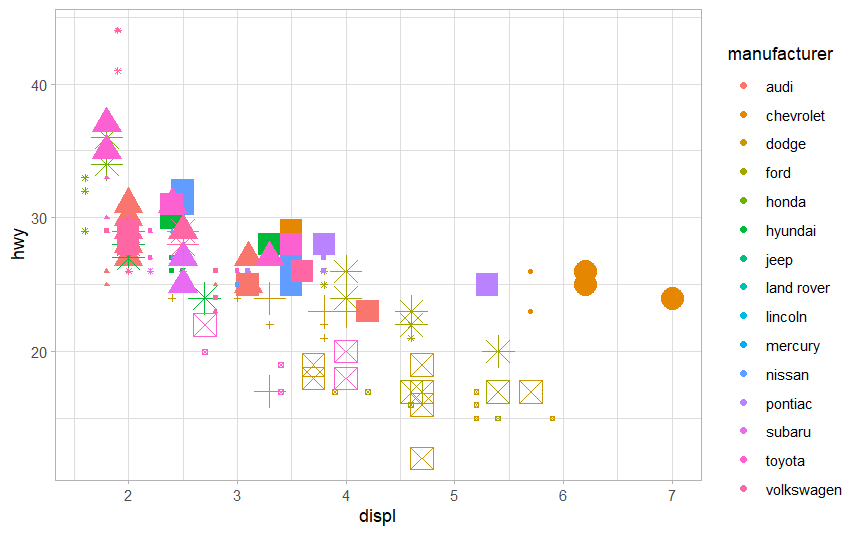 manufacturer
audi
chevrolet
dodge
ford
honda
hyundai
jeep
land rover
lincoln
mercury
nissan
pontiac
subaru
toyota
volkswagen
hwy
40
30
20
2 3 4 5 6 7
displ